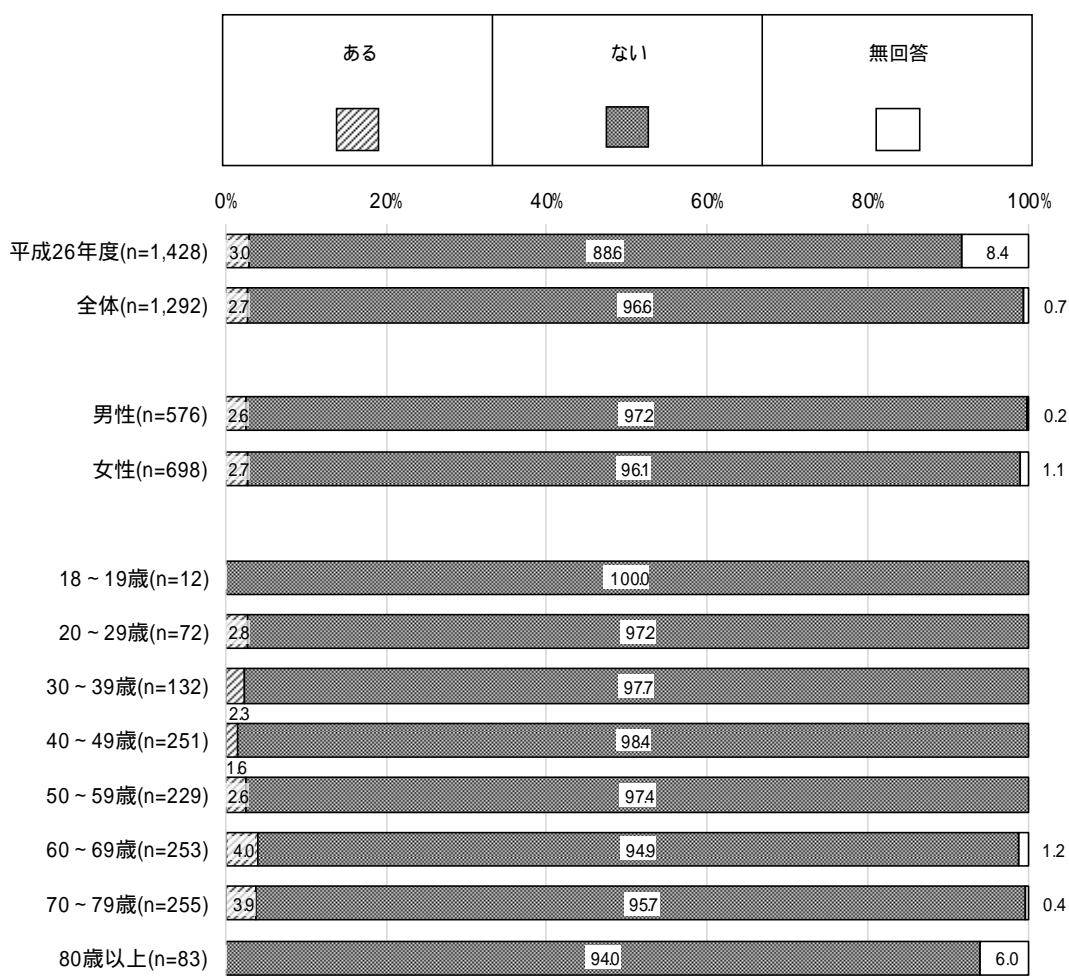 ある ない 無回答
0% 20% 40% 60% 80% 100%
平成26年度(n=1,428) 3.0 88.6 8.4
全体(n=1,292) 2.7 96.6 0.7
男性(n=576) 2.6 97.2 0.2
女性(n=698) 2.7 96.1 1.1
18~19歳(n=12) 100.0
20~29歳(n=72) 2.8 97.2
30~39歳(n=132) 97.7
2.3
40~49歳(n=251) 98.4
1.6
50~59歳(n=229) 2.6 97.4
60~69歳(n=253) 4.0 94.9 1.2
70~79歳(n=255) 3.9 95.7 0.4
80歳以上(n=83) 94.0 6.0